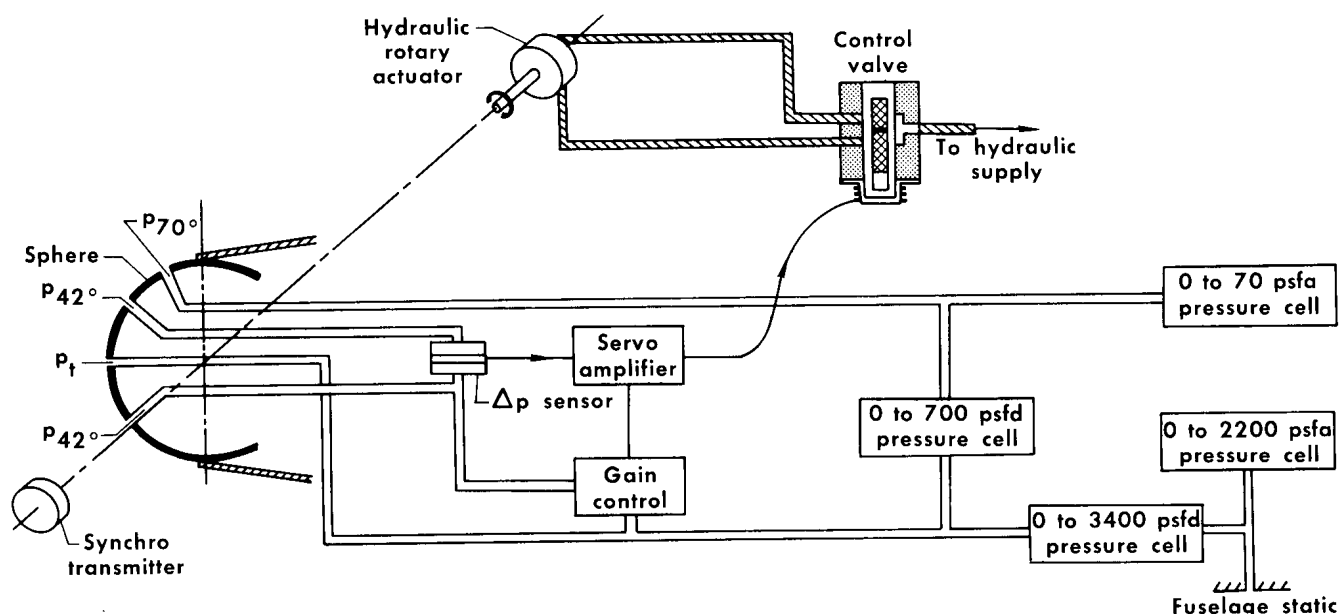 Hydraulic
rotary
actuator
Control
valve
To hydraulic
supply
p70°
Sphere
p42°
pt
p42°
Synchro
transmitter
Δp sensor
Servo
amplifier
Gain
control
0 to 70 psfa
pressure cell
0 to 700 psfd
pressure cell
0 to 2200 psfa
pressure cell
0 to 3400 psfd
pressure cell
Fuselage static